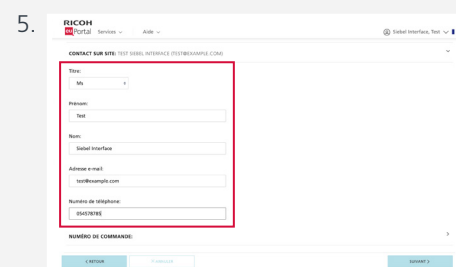 5.
RICOH
Portal Services Aide Siebel Interface, Test
CONTACT SUR SITE: TEST SIEBEL INTERFACE (TEST@EXAMPLE.COM)
Titre:
Ms
Prénom:
Test
Nom:
Siebel Interface
Adresse e-mail:
test@example.com
Numéro de téléphone:
054578785
NUMÉRO DE COMMANDE:
< RETOUR SUIVANT >